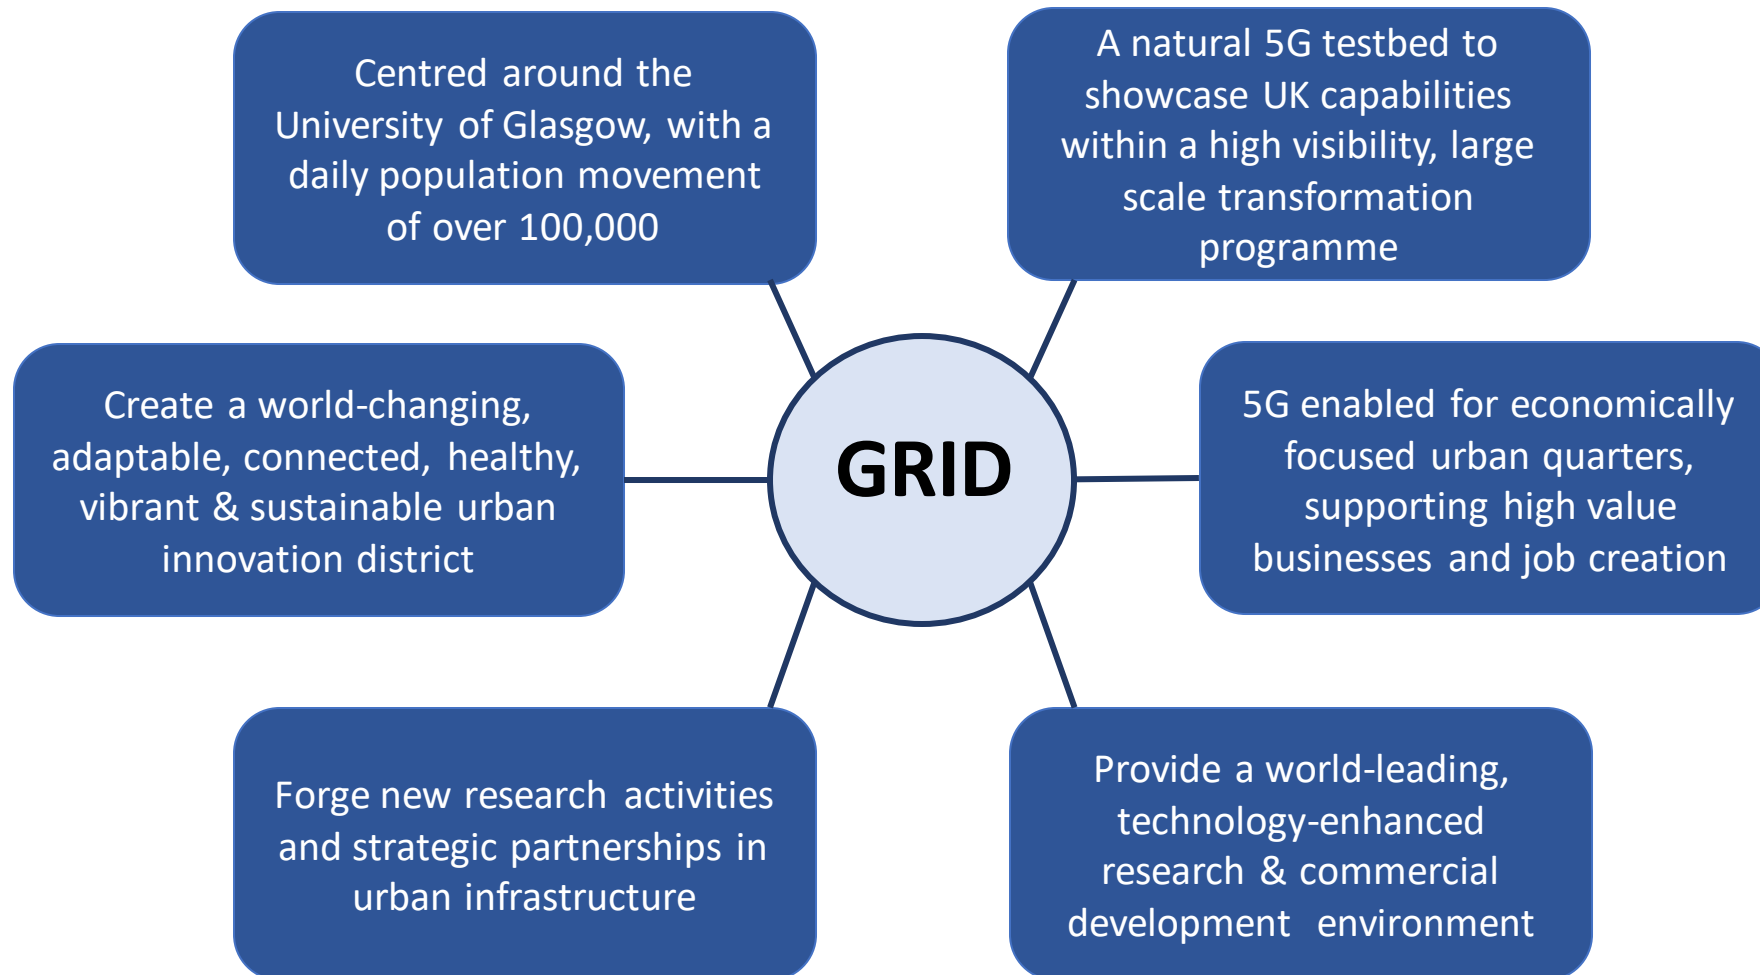 Centred around the
University of Glasgow, with a
daily population movement
of over 100,000
A natural 5G testbed to
showcase UK capabilities
within a high visibility, large
scale transformation
programme
Create a world-changing,
adaptable, connected, healthy,
vibrant & sustainable urban
innovation district
GRID
5G enabled for economically
focused urban quarters,
supporting high value
businesses and job creation
Forge new research activities
and strategic partnerships in
urban infrastructure
Provide a world-leading,
technology-enhanced
research & commercial
development environment